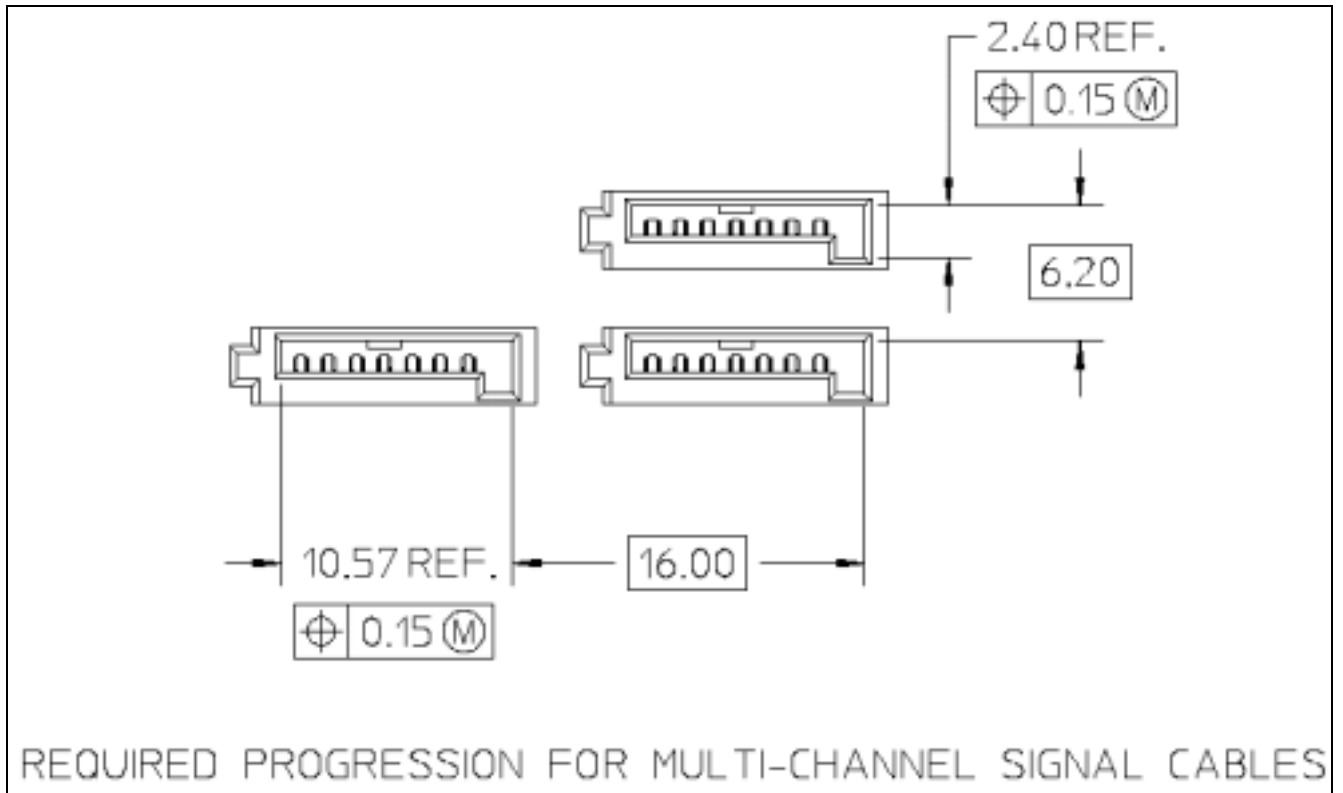 2.40 REF.
⌖ 0.15 Ⓜ
6.20
10.57 REF.
16.00
⌖ 0.15 Ⓜ
REQUIRED PROGRESSION FOR MULTI-CHANNEL SIGNAL CABLES